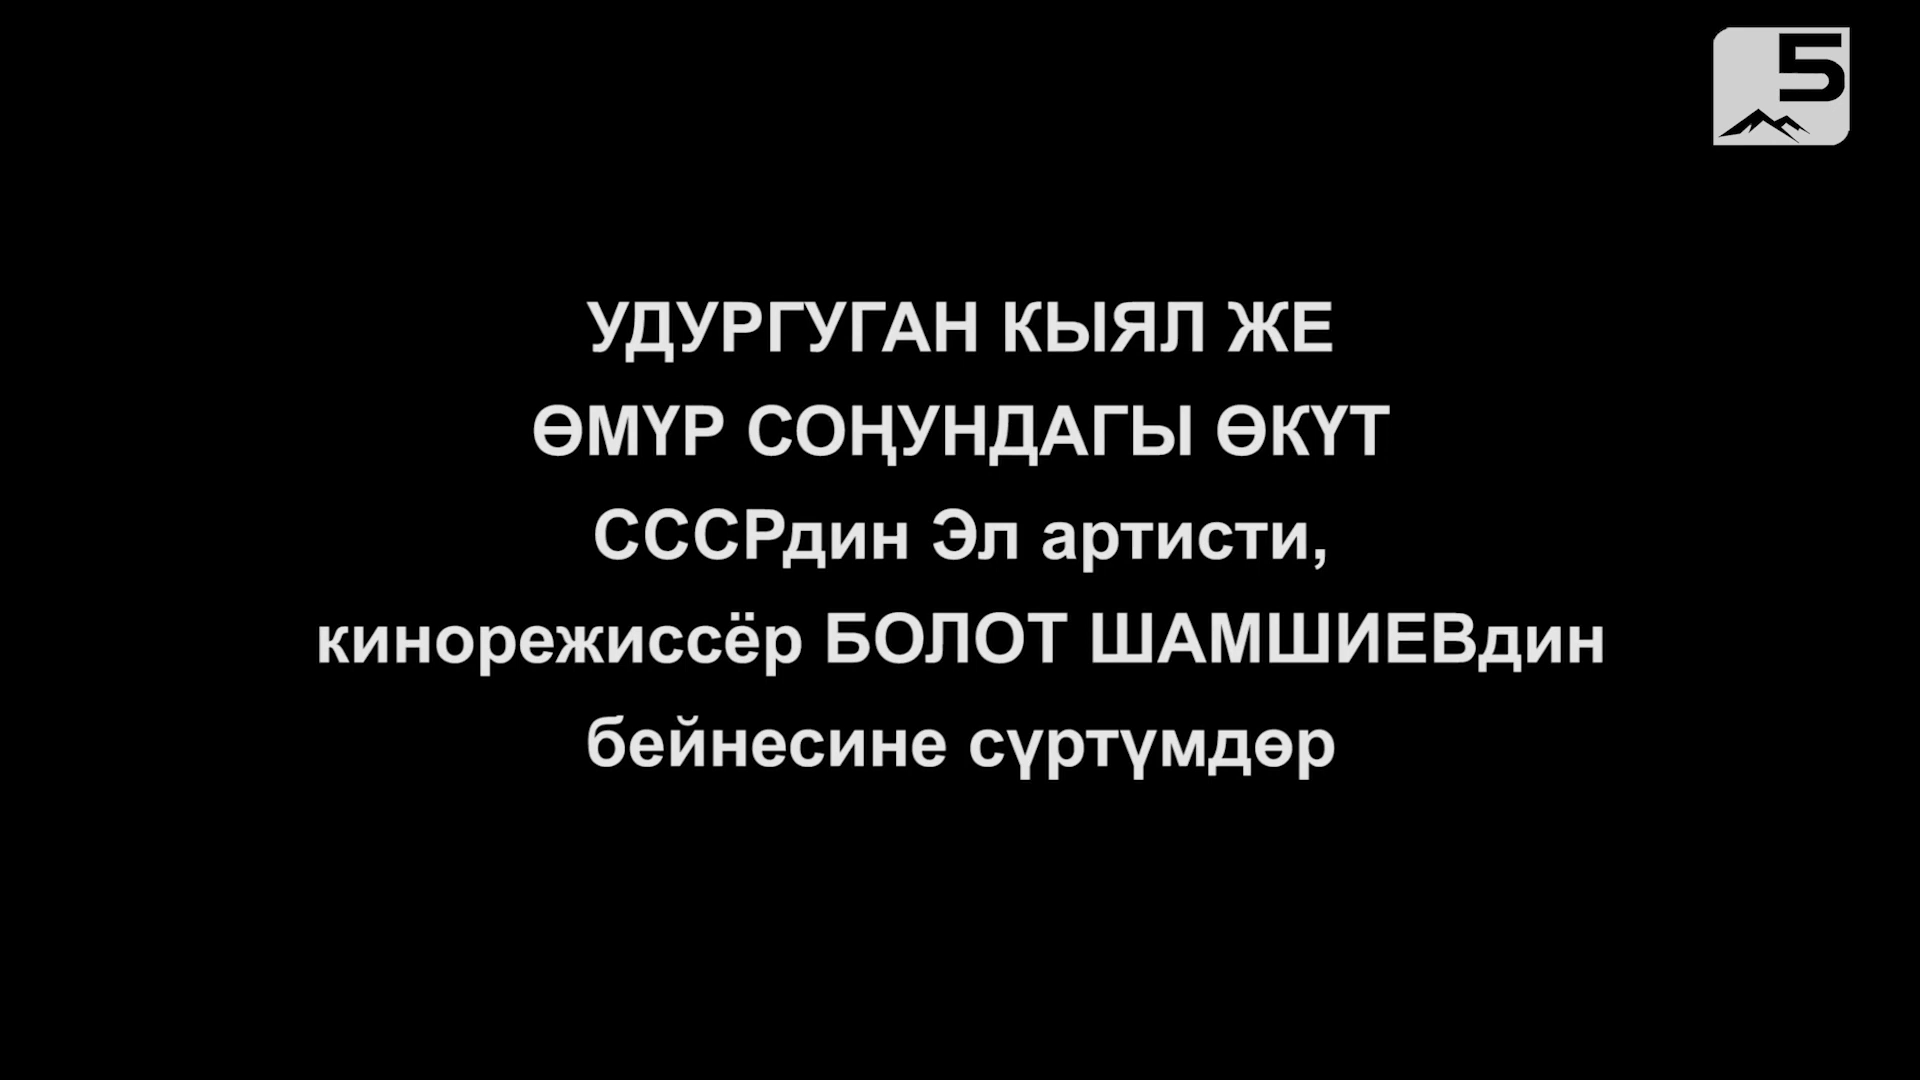 5
УДУРГУГАН КЫЯЛ ЖЕ
ӨМҮР СОҢУНДАГЫ ӨКҮТ
СССРдин Эл артисти,
кинорежиссёр БОЛОТ ШАМШИЕВдин
бейнесине сүртүмдөр